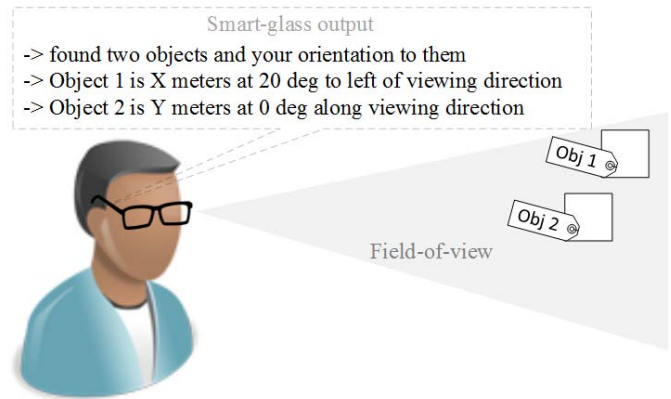 Smart-glass output
-> found two objects and your orientation to them
-> Object 1 is X meters at 20 deg to left of viewing direction
-> Object 2 is Y meters at 0 deg along viewing direction
Obj 1
Obj 2
Field-of-view